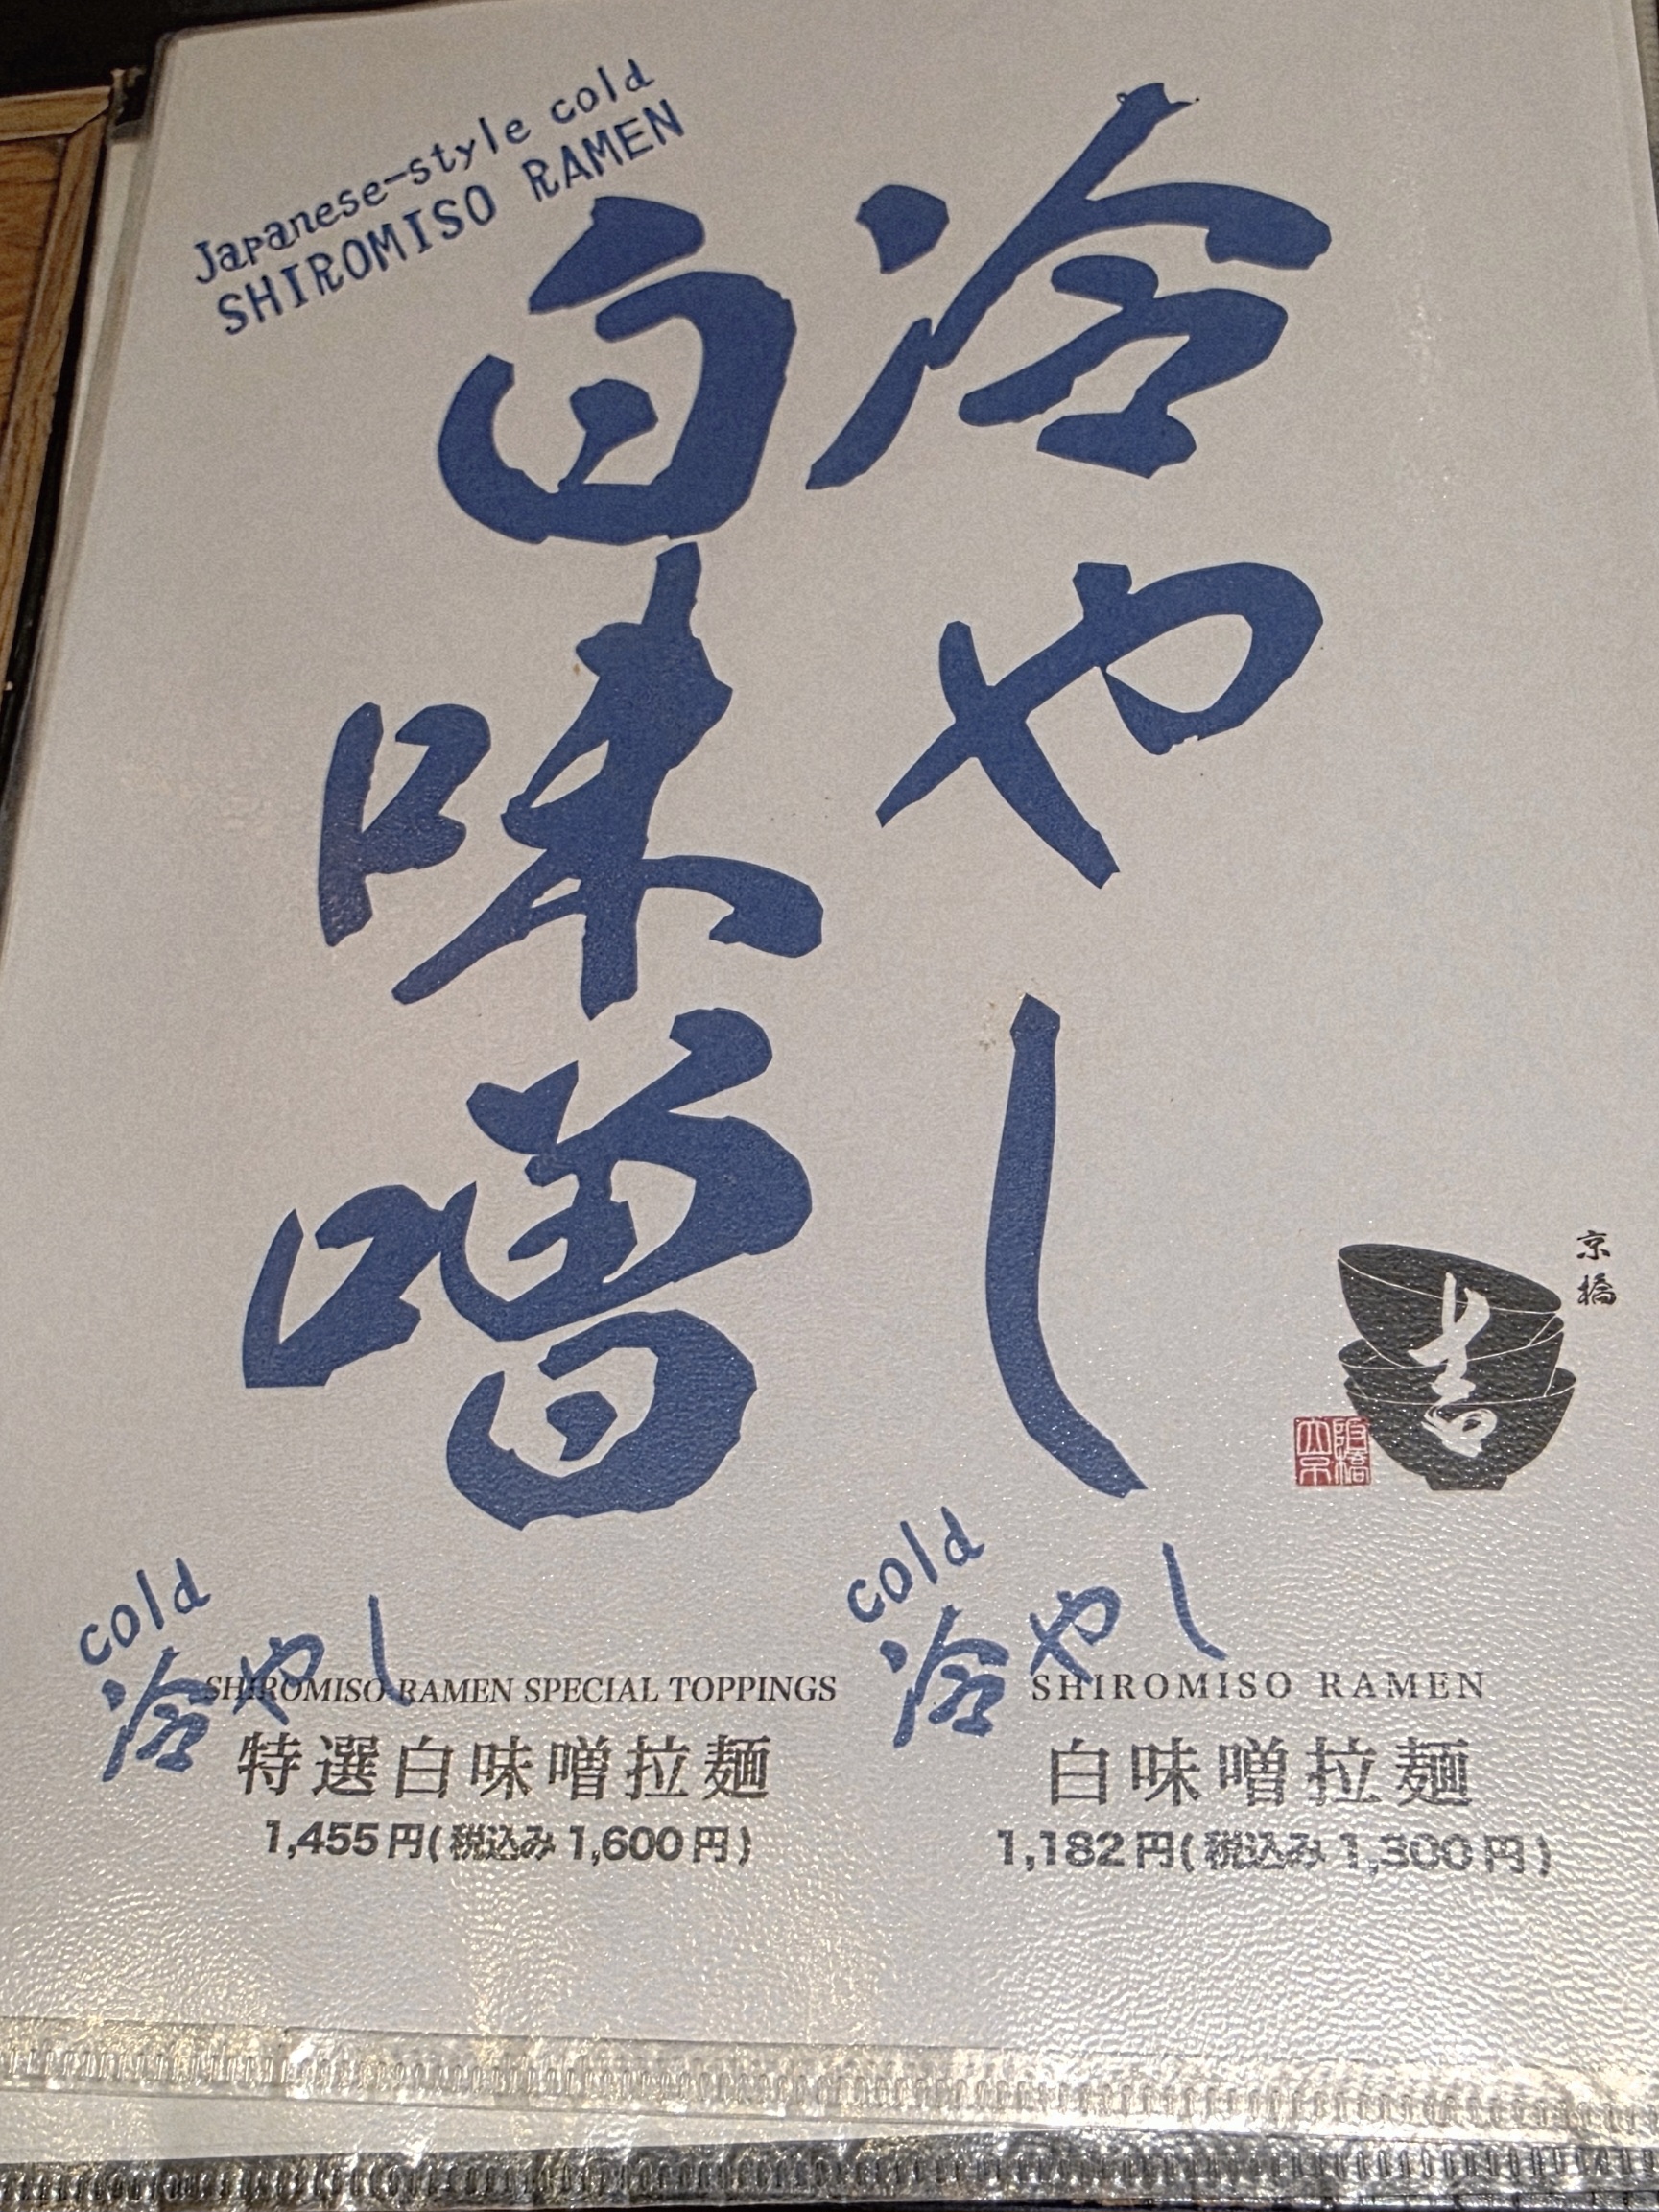 Japanese-style cold
SHIROMISO RAMEN
冷やし
白味噌
京橋
cold
冷やし
SHIROMISO RAMEN
白味噌拉麺
1,182円(税込み1,300円)
cold
冷やし
SHIROMISO RAMEN SPECIAL TOPPINGS
特選白味噌拉麺
1,455円(税込み1,600円)